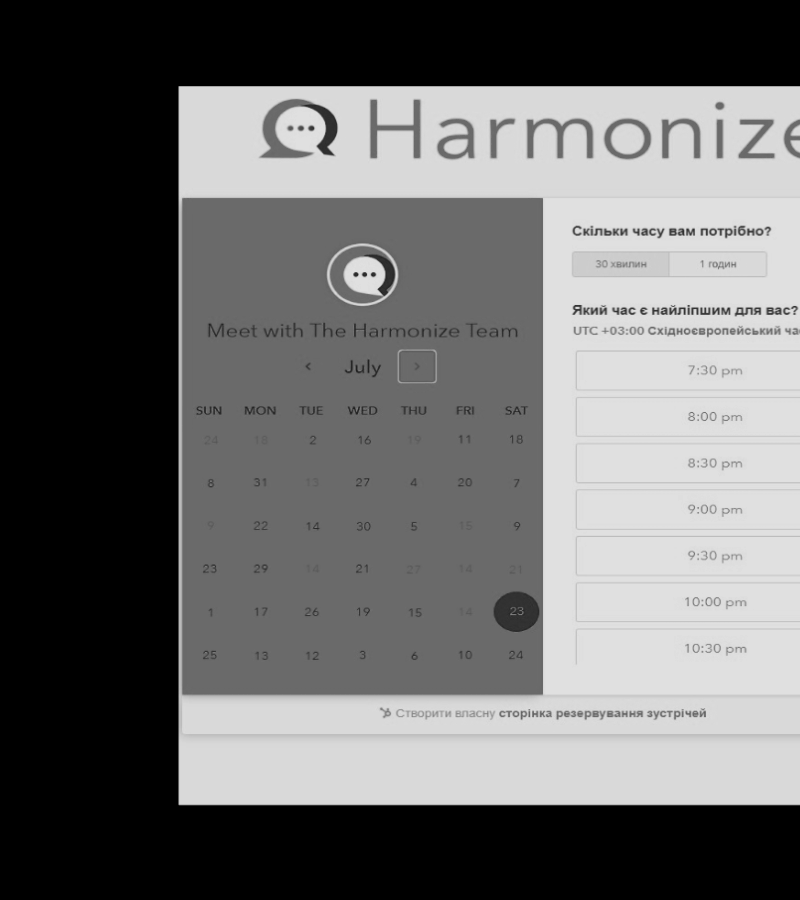 Harmonize
Meet with The Harmonize Team
July
SUN MON TUE WED THU FRI SAT
24 18 2 16 19 11 18
8 31 13 27 4 20 7
9 22 14 30 5 15 9
23 29 14 21 27 14 21
1 17 26 19 15 14 23
25 13 12 3 6 10 24
Скільки часу вам потрібно?
30 хвилин 1 годин
Який час є найліпшим для вас?
UTC +03:00 Східноєвропейський
7:30 pm
8:00 pm
8:30 pm
9:00 pm
9:30 pm
10:00 pm
10:30 pm
Створити власну сторінка резервування зустрічей